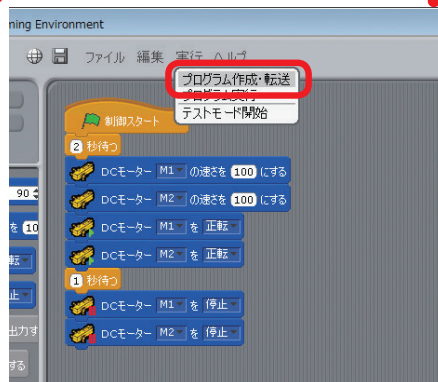 ning Environment
ファイル 編集 実行 ヘルプ
プログラム作成・転送
プログラム実行
テストモード開始
制御スタート
2 秒待つ
DCモーター M1 の速さを 100 にする
90
DCモーター M2 の速さを 100 にする
を 10
DCモーター M1 を 正転
転
DCモーター M2 を 正転
1 秒待つ
止
DCモーター M1 を 停止
出力す
DCモーター M2 を 停止
する